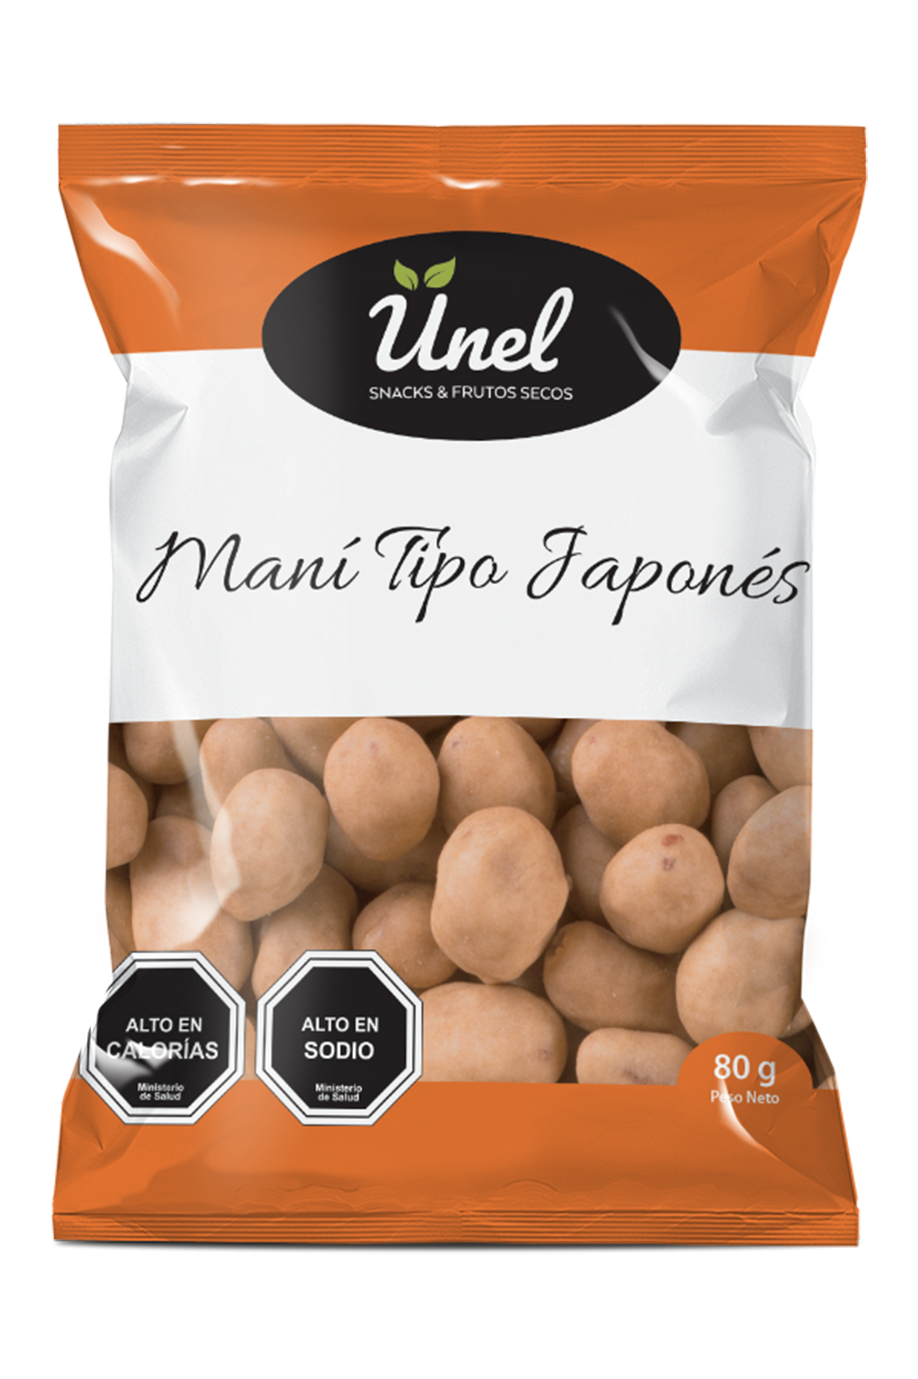 Unel
SNACKS & FRUTOS SECOS
Maní Tipo Japonés
ALTO EN
CALORÍAS
Ministerio
de Salud
ALTO EN
SODIO
Ministerio
de Salud
80 g
Peso Neto